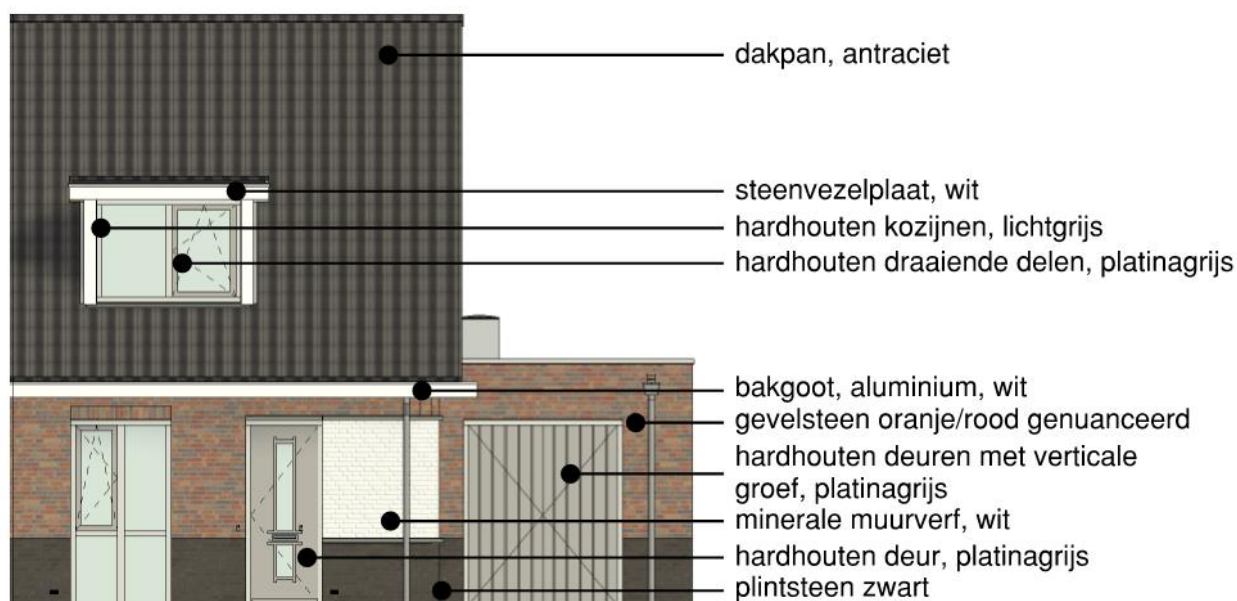 dakpan, antraciet
steenvezelplaat, wit
hardhouten kozijnen, lichtgrijs
hardhouten draaiende delen, platinagrijs
bakgoot, aluminium, wit
gevelsteen oranje/rood genuanceerd
hardhouten deuren met verticale
groef, platinagrijs
minerale muurverf, wit
hardhouten deur, platinagrijs
plintsteen zwart